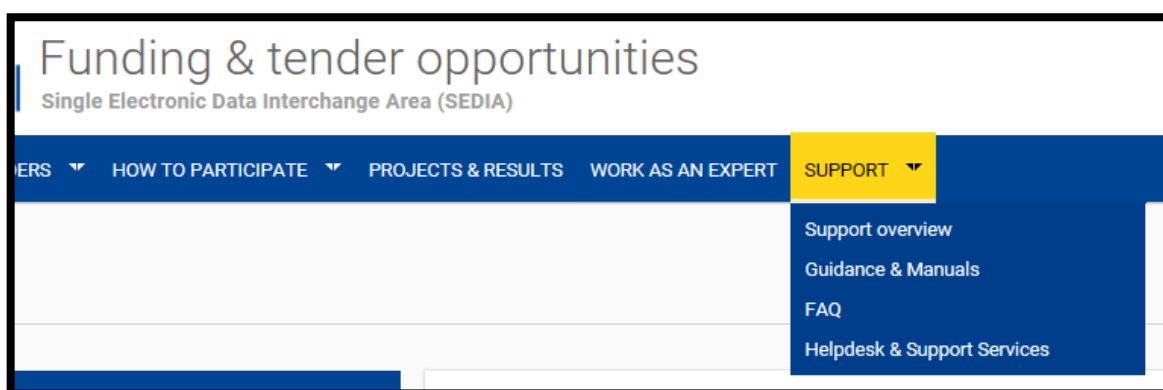 Funding & tender opportunities
Single Electronic Data Interchange Area (SEDIA)
HOW TO PARTICIPATE PROJECTS & RESULTS WORK AS AN EXPERT SUPPORT
Support overview
Guidance & Manuals
FAQ
Helpdesk & Support Services